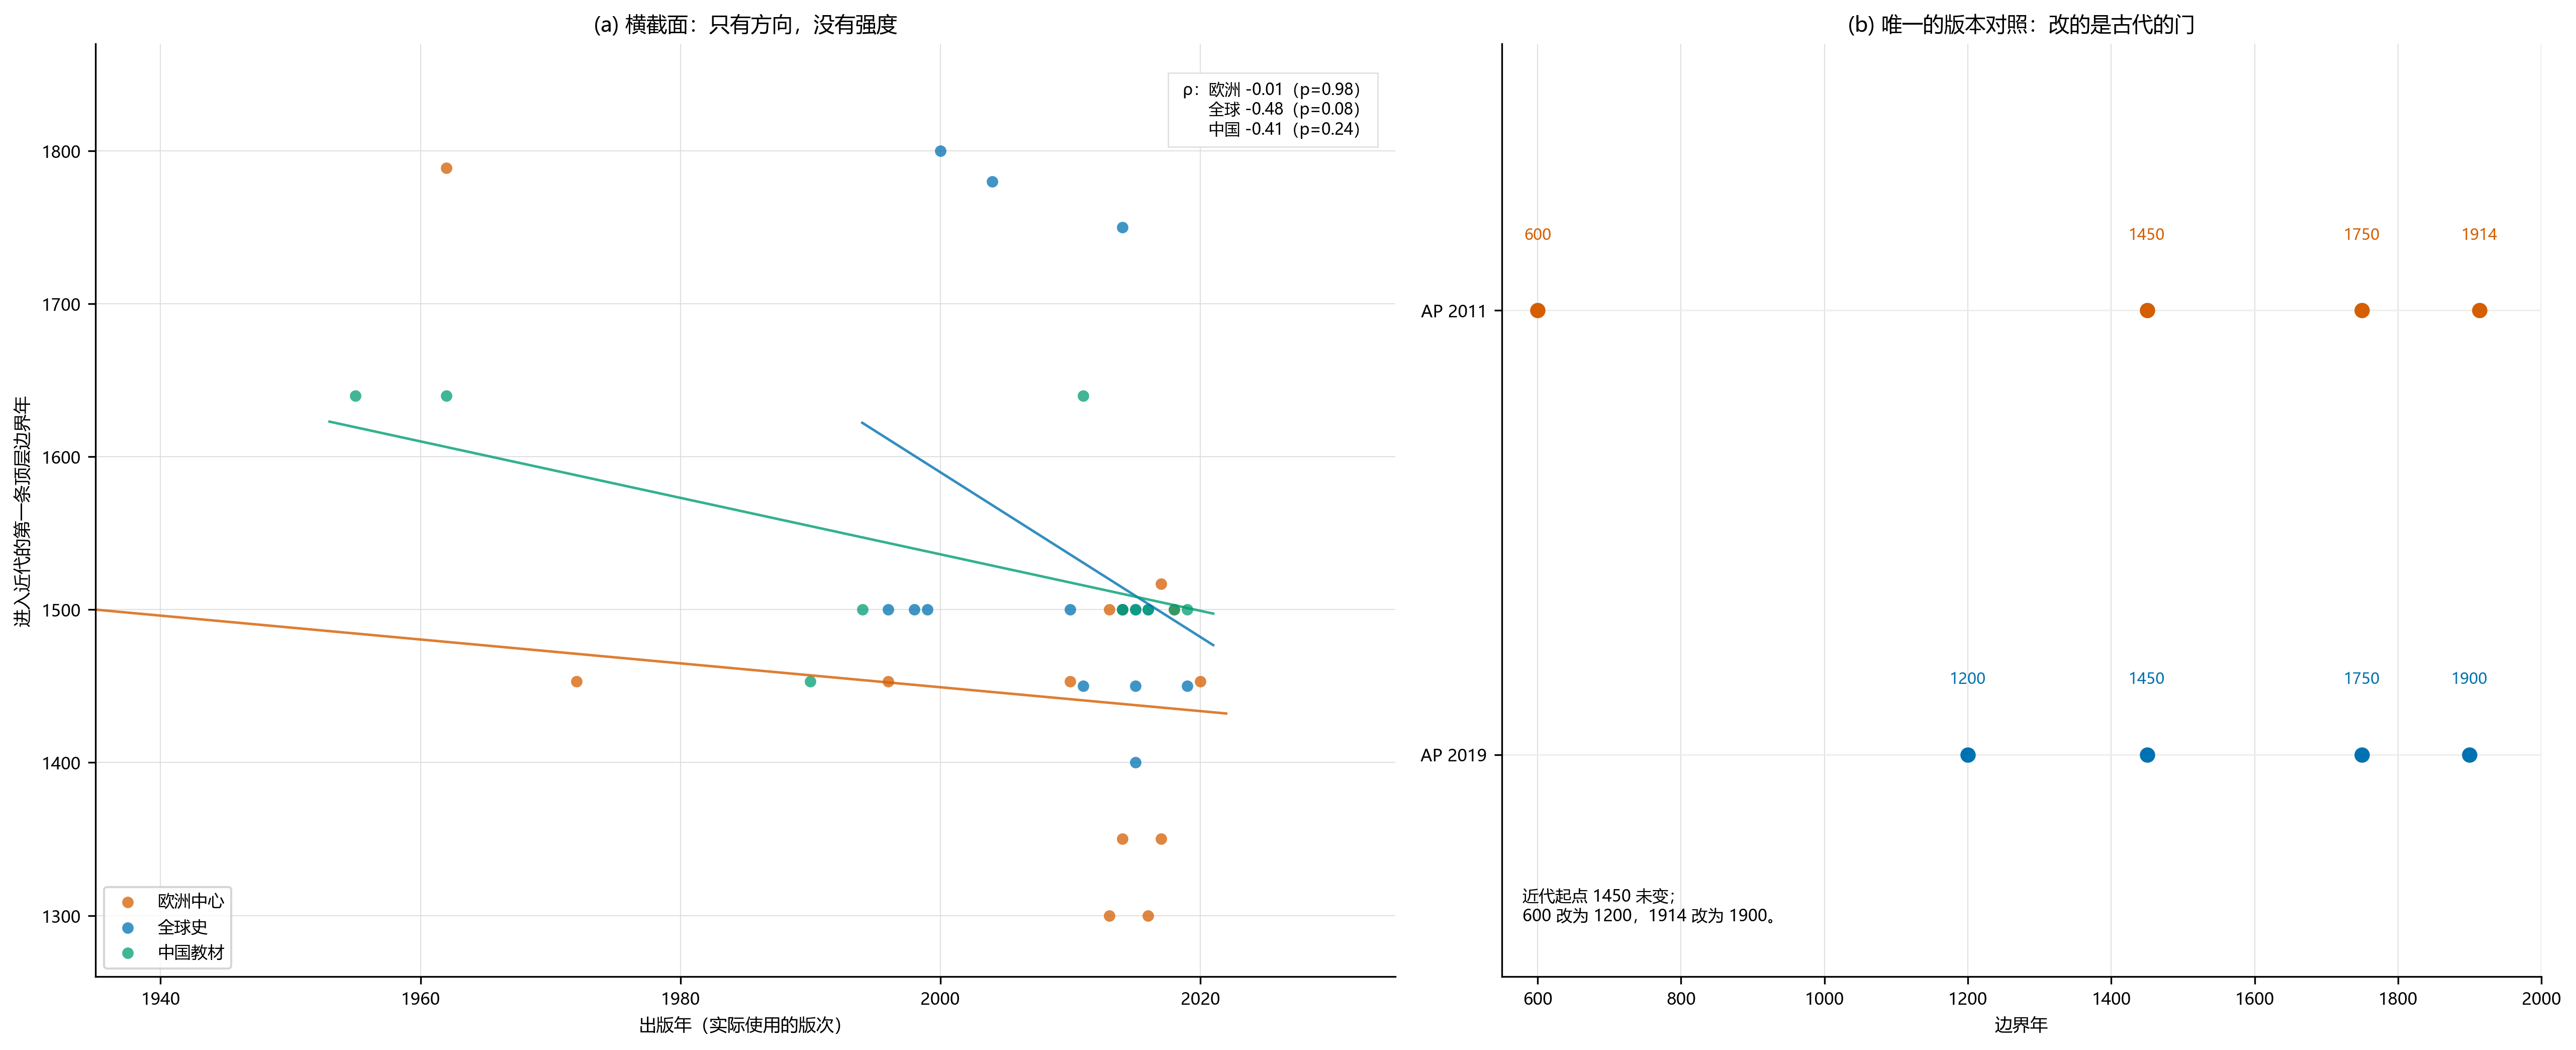 (a) 横截面：只有方向，没有强度
进入近代的第一条顶层边界年
1800
1700
1600
1500
1400
1300
ρ：欧洲 -0.01（p=0.98）
全球 -0.48（p=0.08）
中国 -0.41（p=0.24）
欧洲中心
全球史
中国教材
1940
1960
1980
2000
2020
出版年（实际使用的版次）
(b) 唯一的版本对照：改的是古代的门
AP 2011
AP 2019
600
1450
1750
1914
1200
1450
1750
1900
近代起点 1450 未变；
600 改为 1200，1914 改为 1900。
600
800
1000
1200
1400
1600
1800
2000
边界年